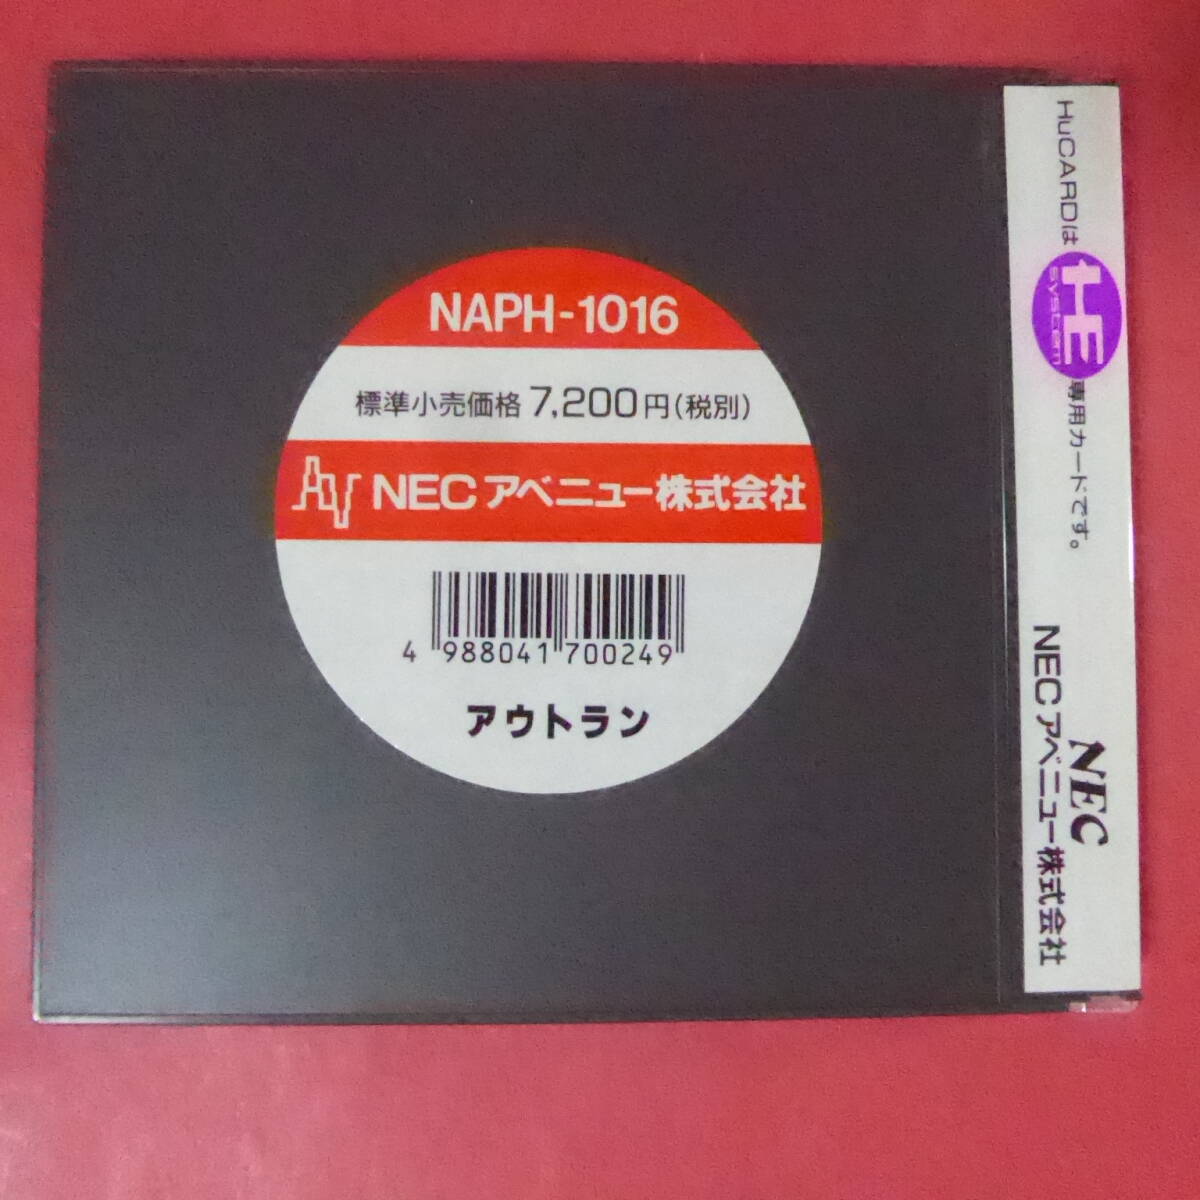 NAPH-1016
標準小売価格 7,200円(税別)
NECアベニュー株式会社
4 988041 700249
アウトラン
HuCARDは HE system 専用カードです。
NEC
NECアベニュー株式会社